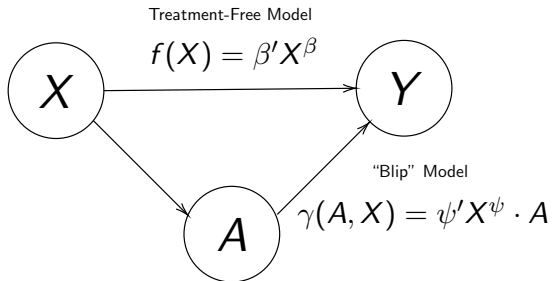 Treatment-Free Model
f(X) = β′X^β
X
Y
“Blip” Model
γ(A, X) = ψ′X^ψ · A
A